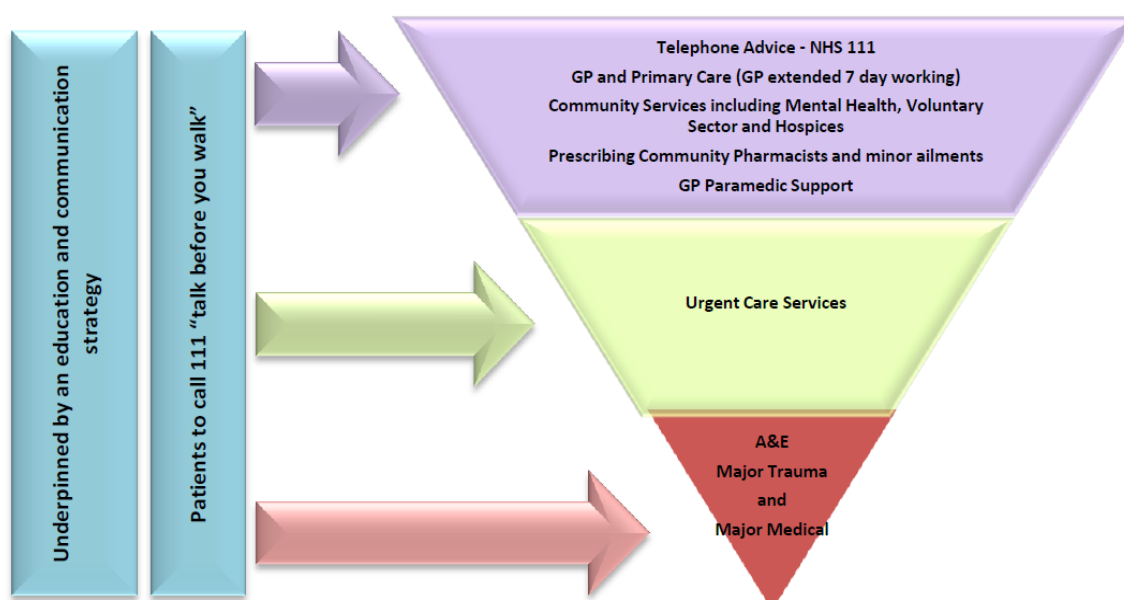 Underpinned by an education and communication
strategy
Patients to call 111 “talk before you walk”
Telephone Advice - NHS 111
GP and Primary Care (GP extended 7 day working)
Community Services including Mental Health, Voluntary
Sector and Hospices
Prescribing Community Pharmacists and minor ailments
GP Paramedic Support
Urgent Care Services
A&E
Major Trauma
and
Major Medical